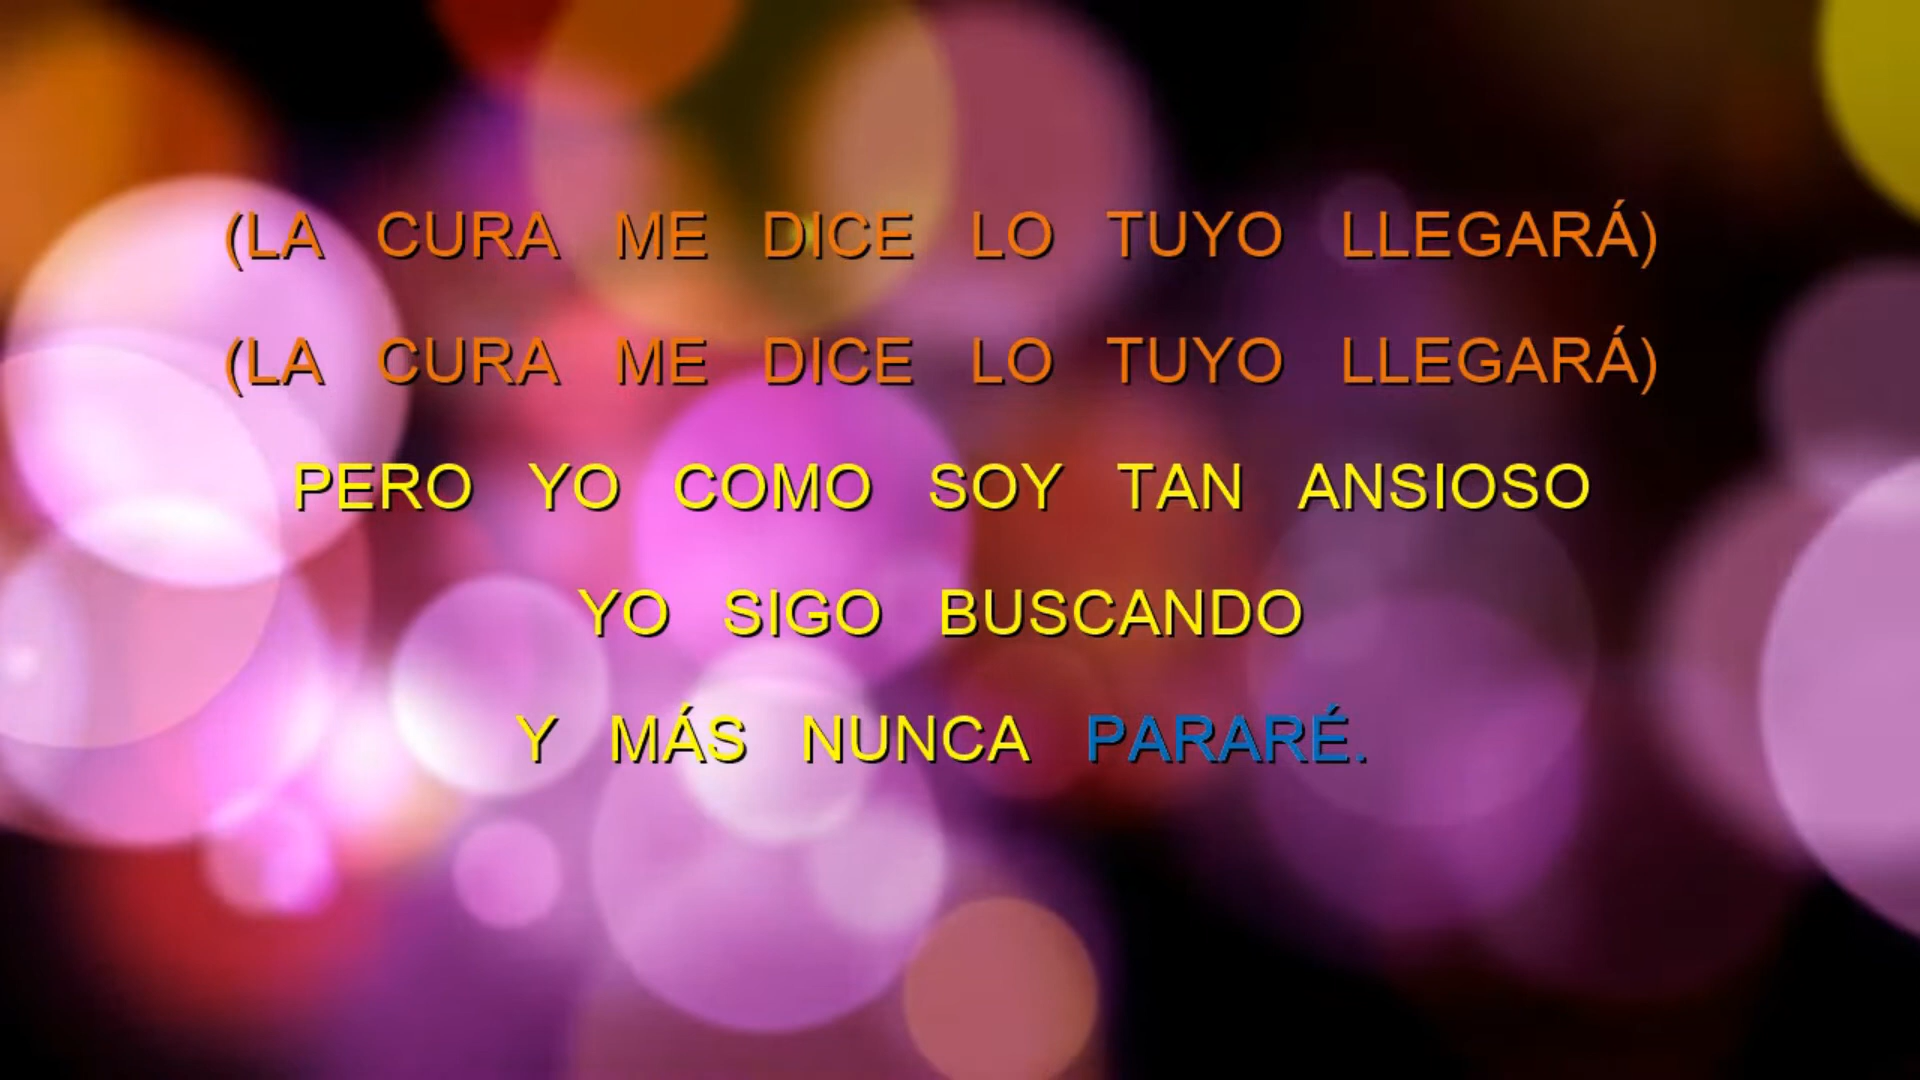 (LA CURA ME DICE LO TUYO LLEGARÁ)
(LA CURA ME DICE LO TUYO LLEGARÁ)
PERO YO COMO SOY TAN ANSIOSO
YO SIGO BUSCANDO
Y MÁS NUNCA PARARÉ.